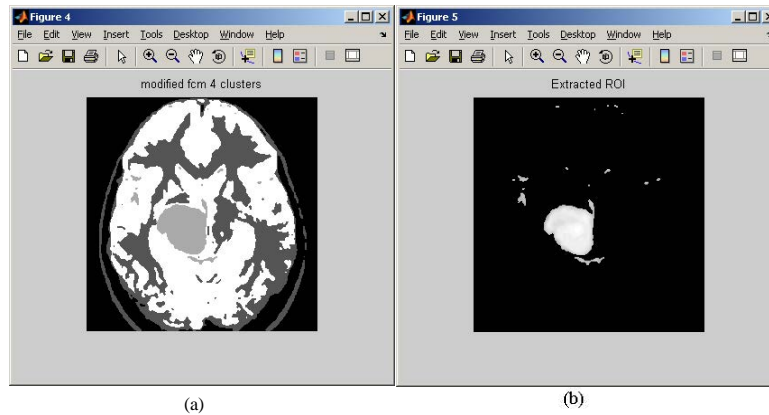 Figure 4
File Edit View Insert Tools Desktop Window Help
modified fcm 4 clusters
(a)
Figure 5
File Edit View Insert Tools Desktop Window Help
Extracted ROI
(b)